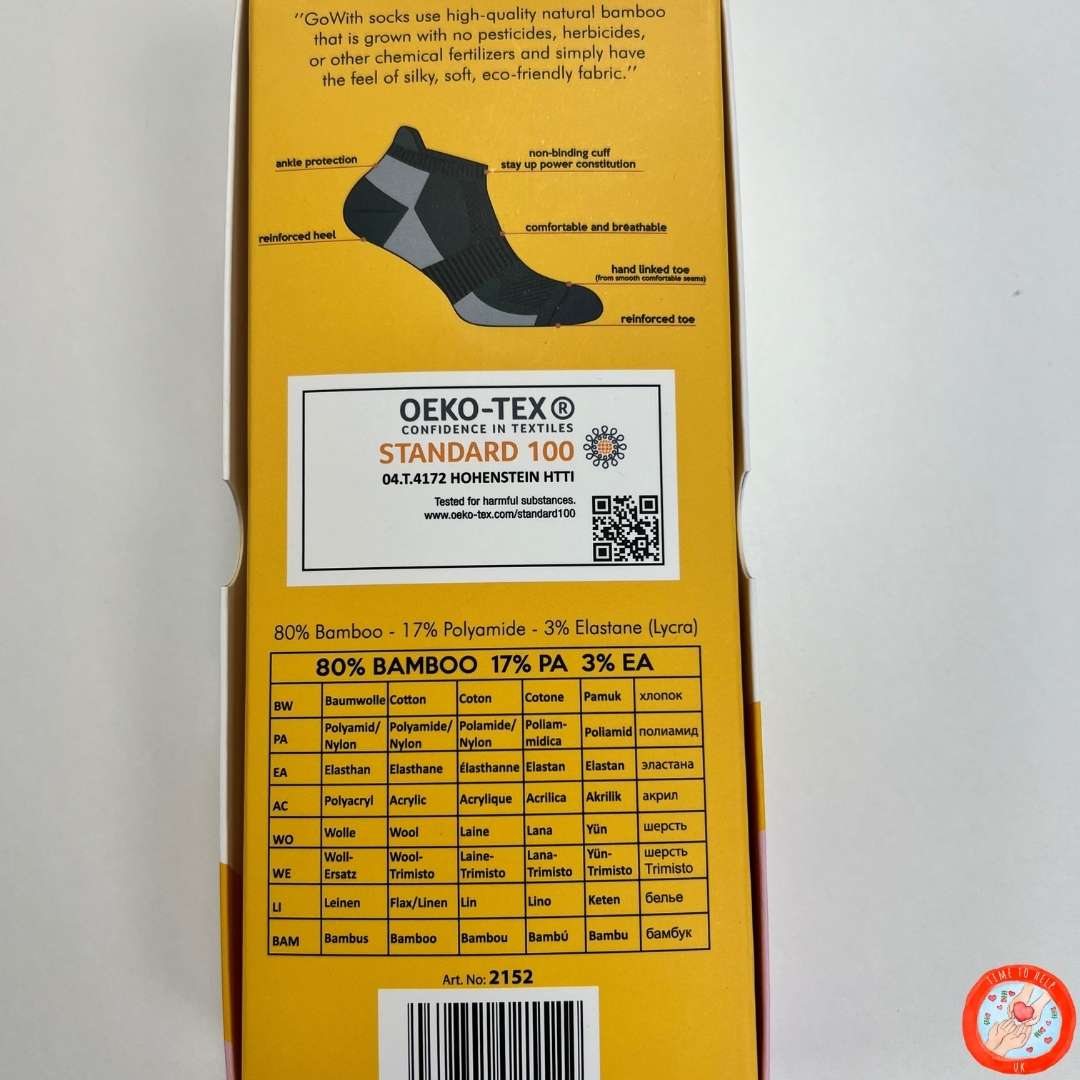 "GoWith socks use high-quality natural bamboo
that is grown with no pesticides, herbicides,
or other chemical fertilizers and simply have
the feel of silky, soft, eco-friendly fabric."
ankle protection
non-binding cuff
stay up power constitution
reinforced heel
comfortable and breathable
hand linked toe
(from smooth comfortable seams)
reinforced toe
OEKO-TEX®
CONFIDENCE IN TEXTILES
STANDARD 100
04.T.4172 HOHENSTEIN HTTI
Tested for harmful substances.
www.oeko-tex.com/standard100
80% Bamboo - 17% Polyamide - 3% Elastane (Lycra)
80% BAMBOO 17% PA 3% EA
BW Baumwolle Cotton Coton Cotone Pamuk хлопок
PA Polyamid/ Nylon Polyamide/ Nylon Polamide/ Nylon Poliam- midica Poliamid полиамид
EA Elasthan Elasthane élasthanne Elastan Elastan эластана
AC Polyacryl Acrylic Acrylique Acrilica Akrilik акрил
WO Wolle Wool Laine Lana Yün шерсть
WE Woll- Ersatz Wool- Trimisto Laine- Trimisto Lana- Trimisto Yün- Trimisto шерсть Trimisto
LI Leinen Flax/Linen Lin Lino Keten белье
BAM Bambus Bamboo Bambou Bambú Bambu бамбук
Art. No: 2152
TIME TO HELP
UK